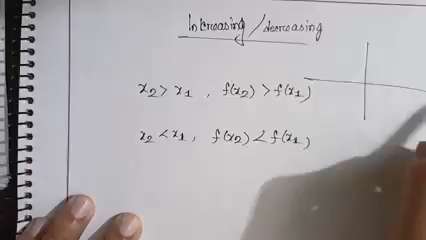 Increasing/decreasing
x₂ > x₁ , f(x₂) > f(x₁)
x₂ < x₁, f(x₂) < f(x₁)